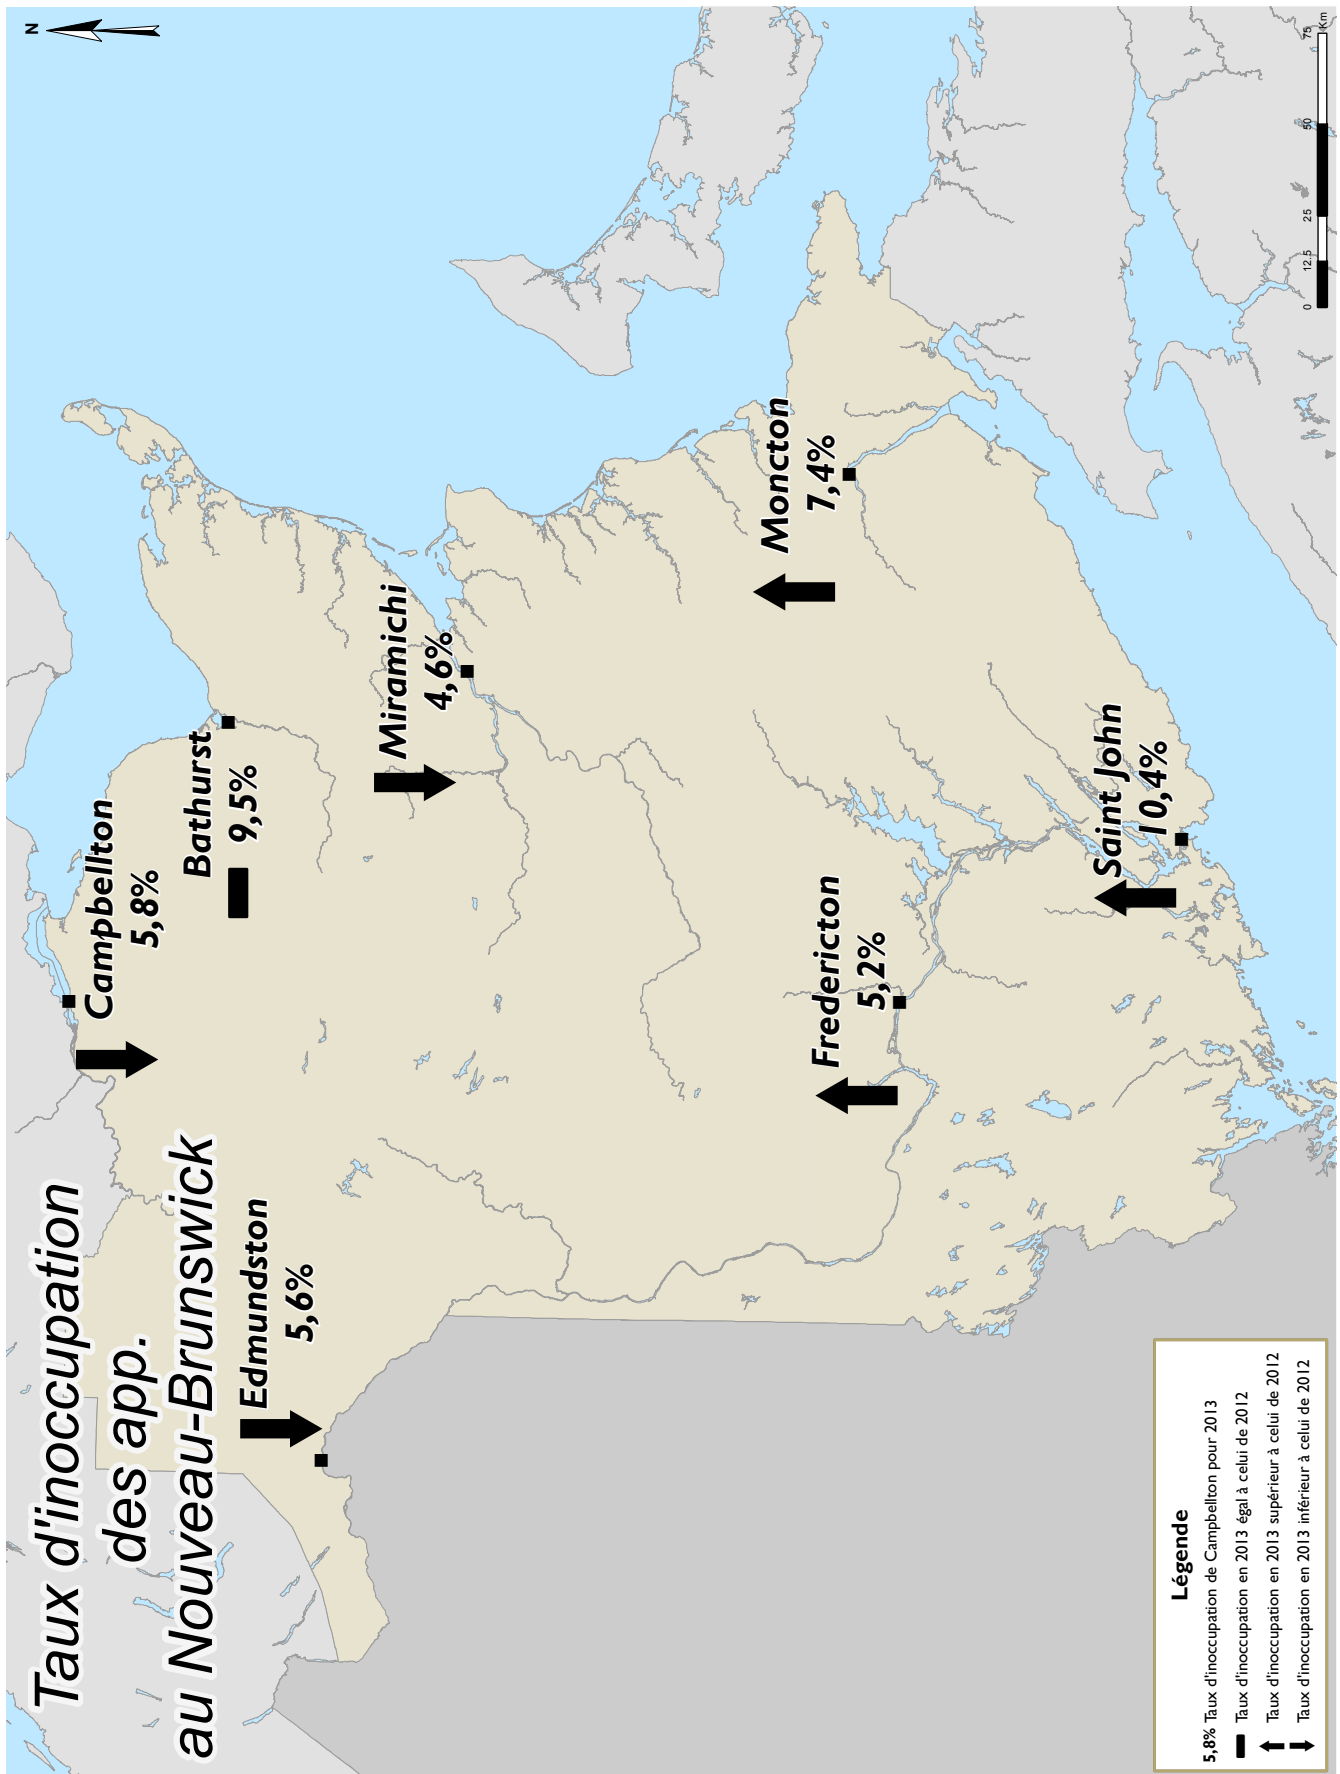 Taux d'inoccupation
des app.
au Nouveau-Brunswick
N
Campbellton
5,8%
Bathurst
9,5%
Edmundston
5,6%
Miramichi
4,6%
Moncton
7,4%
Fredericton
5,2%
Saint John
10,4%
Légende
5,8% Taux d'inoccupation de Campbellton pour 2013
Taux d'inoccupation en 2013 égal à celui de 2012
Taux d'inoccupation en 2013 supérieur à celui de 2012
Taux d'inoccupation en 2013 inférieur à celui de 2012
0 12,5 25 50 75
Km